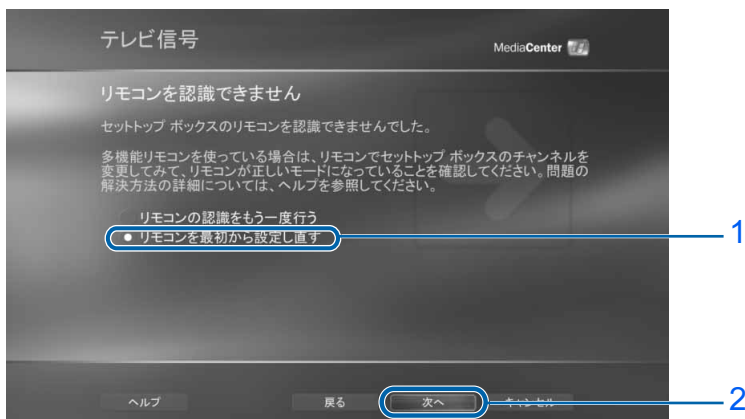 テレビ信号
MediaCenter
リモコンを認識できません
セットトップ ボックスのリモコンを認識できませんでした。
多機能リモコンを使っている場合は、リモコンでセットトップ ボックスのチャンネルを
変更してみて、リモコンが正しいモードになっていることを確認してください。問題の
解決方法の詳細については、ヘルプを参照してください。
リモコンの認識をもう一度行う
リモコンを最初から設定し直す
1
ヘルプ
戻る
次へ
キャンセル
2